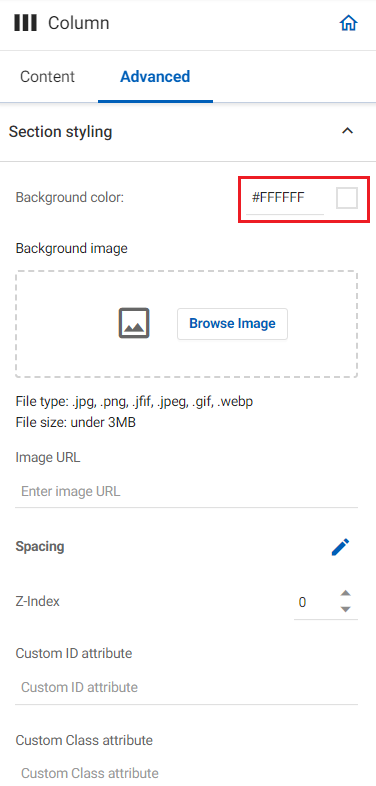 Column
Content Advanced
Section styling
Background color: #FFFFFF
Background image
Browse Image
File type: .jpg, .png, .jfif, .jpeg, .gif, .webp
File size: under 3MB
Image URL
Enter image URL
Spacing
Z-Index 0
Custom ID attribute
Custom ID attribute
Custom Class attribute
Custom Class attribute